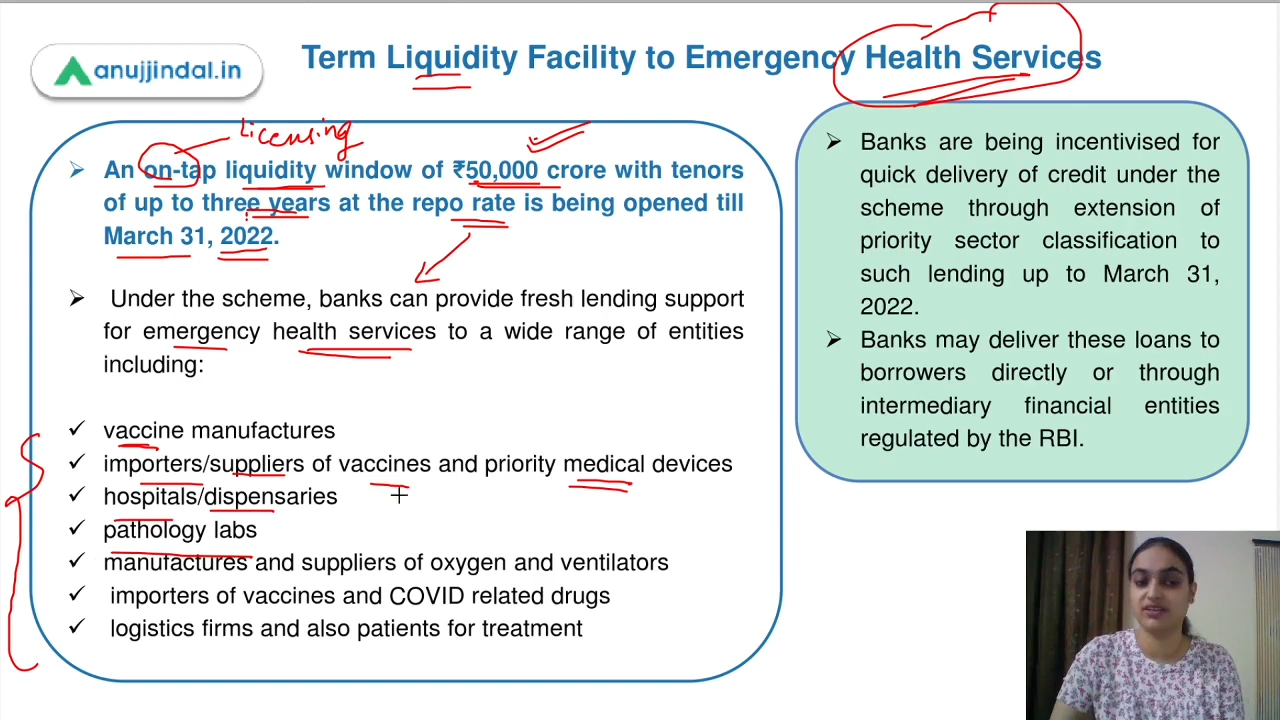 anujjindal.in
Term Liquidity Facility to Emergency Health Services
Licensing
An on-tap liquidity window of ₹50,000 crore with tenors
of up to three years at the repo rate is being opened till
March 31, 2022.
Under the scheme, banks can provide fresh lending support
for emergency health services to a wide range of entities
including:
vaccine manufactures
importers/suppliers of vaccines and priority medical devices
hospitals/dispensaries
pathology labs
manufactures and suppliers of oxygen and ventilators
importers of vaccines and COVID related drugs
logistics firms and also patients for treatment
Banks are being incentivised for
quick delivery of credit under the
scheme through extension of
priority sector classification to
such lending up to March 31,
2022.
Banks may deliver these loans to
borrowers directly or through
intermediary financial entities
regulated by the RBI.